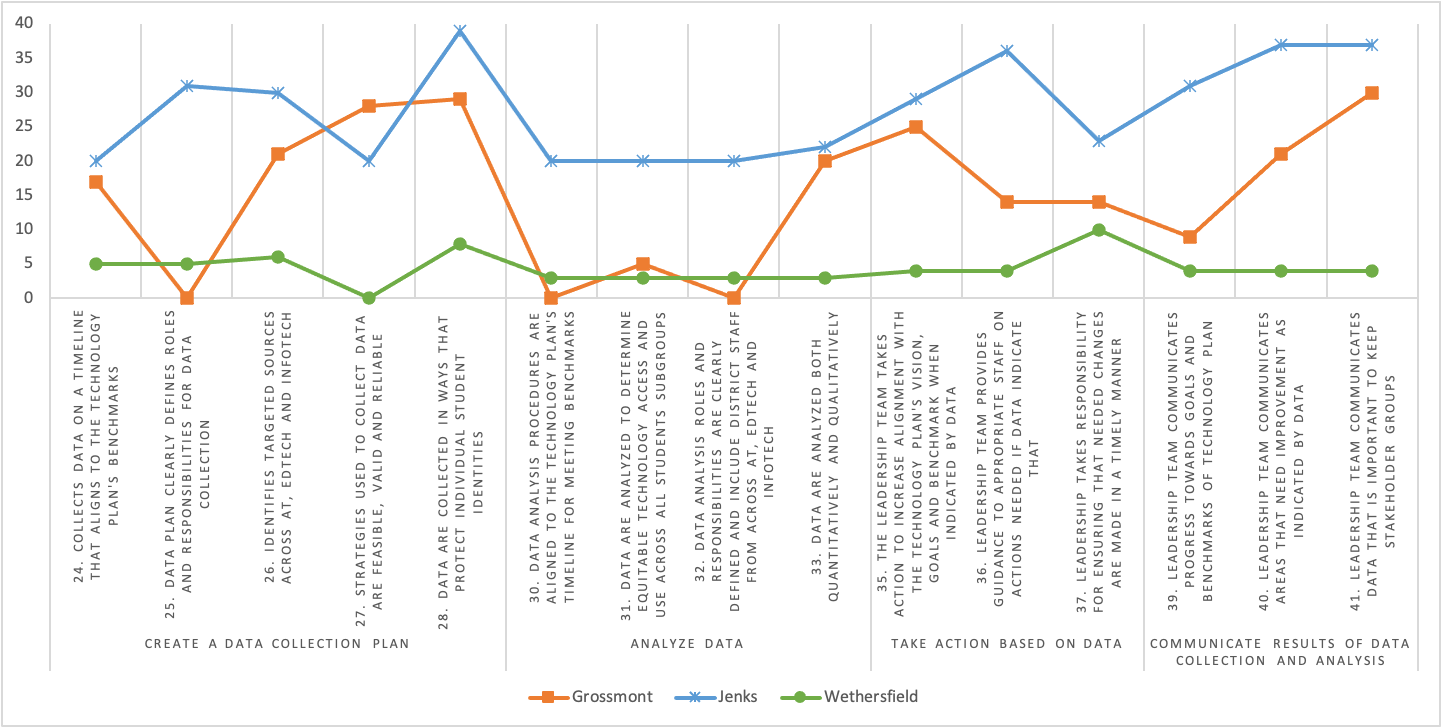 40
35
30
25
20
15
10
5
0
24. COLLECTS DATA ON A TIMELINE
THAT ALIGNS TO THE TECHNOLOGY
PLAN'S BENCHMARKS
25. DATA PLAN CLEARLY DEFINES ROLES
AND RESPONSIBILITIES FOR DATA
COLLECTION
26. IDENTIFIES TARGETED SOURCES
ACROSS AT, EDTECH AND INFOTECH
27. STRATEGIES USED TO COLLECT DATA
ARE FEASIBLE, VALID AND RELIABLE
28. DATA ARE COLLECTED IN WAYS THAT
PROTECT INDIVIDUAL STUDENT
IDENTITIES
30. DATA ANALYSIS PROCEDURES ARE
ALIGNED TO THE TECHNOLOGY PLAN'S
TIMELINE FOR MEETING BENCHMARKS
31. DATA ARE ANALYZED TO DETERMINE
EQUITABLE TECHNOLOGY ACCESS AND
USE ACROSS ALL STUDENTS SUBGROUPS
32. DATA ANALYSIS ROLES AND
RESPONSIBILITIES ARE CLEARLY
DEFINED AND INCLUDE DISTRICT STAFF
FROM ACROSS AT, EDTECH AND
INFOTECH
33. DATA ARE ANALYZED BOTH
QUANTITATIVELY AND QUALITATIVELY
35. THE LEADERSHIP TEAM TAKES
ACTION TO INCREASE ALIGNMENT WITH
THE TECHNOLOGY PLAN'S VISION,
GOALS AND BENCHMARK WHEN
INDICATED BY DATA
36. LEADERSHIP TEAM PROVIDES
GUIDANCE TO APPROPRIATE STAFF ON
ACTIONS NEEDED IF DATA INDICATE
THAT
37. LEADERSHIP TAKES RESPONSIBILITY
FOR ENSURING THAT NEEDED CHANGES
ARE MADE IN A TIMELY MANNER
39. LEADERSHIP TEAM COMMUNICATES
PROGRESS TOWARDS GOALS AND
BENCHMARKS OF TECHNOLOGY PLAN
40. LEADERSHIP TEAM COMMUNICATES
AREAS THAT NEED IMPROVEMENT AS
INDICATED BY DATA
41. LEADERSHIP TEAM COMMUNICATES
DATA THAT IS IMPORTANT TO KEEP
STAKEHOLDER GROUPS
CREATE A DATA COLLECTION PLAN
ANALYZE DATA
TAKE ACTION BASED ON DATA
COMMUNICATE RESULTS OF DATA
COLLECTION AND ANALYSIS
Grossmont
Jenks
Wethersfield